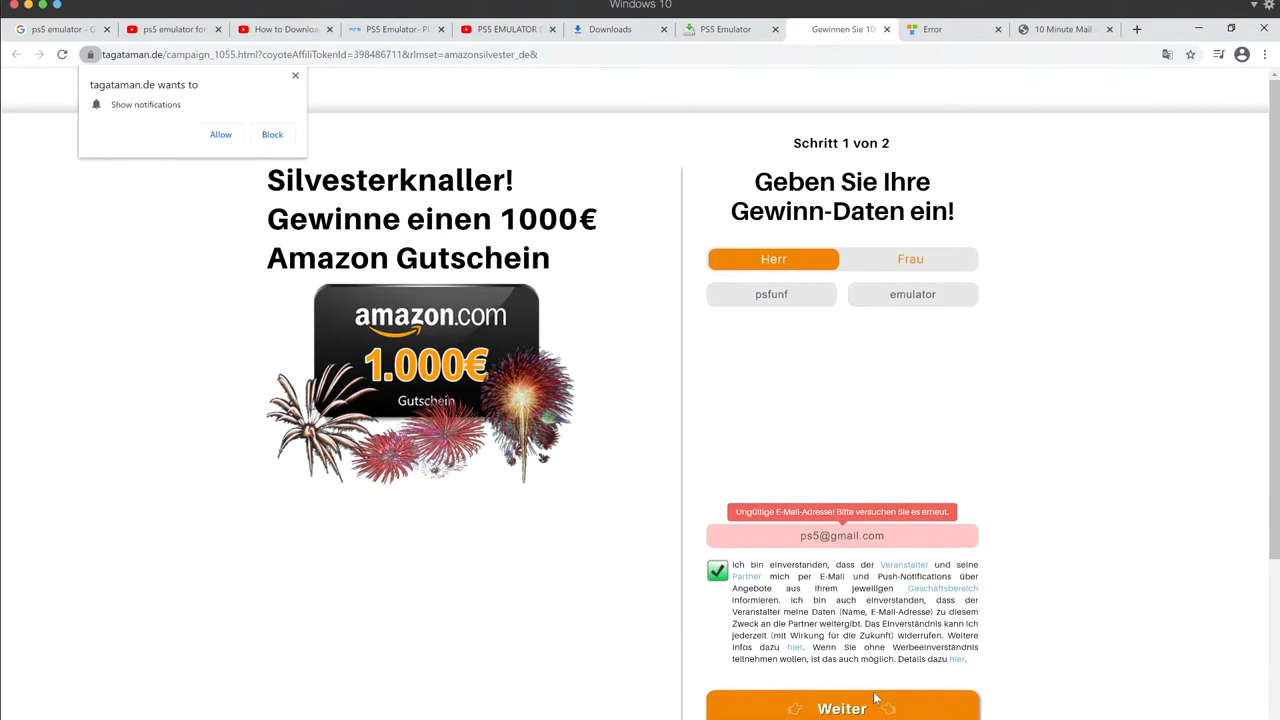 Windows 10
ps5 emulator - G
ps5 emulator for
How to Downloa
PS5 Emulator- PL
PS5 EMULATOR D
Downloads
PS5 Emulator
Gewinnen Sie 10
Error
10 Minute Mail -
tagataman.de/campaign_1055.html?coyoteAffiliTokenId=398486711&rlmset=amazonsilvester_de&
tagataman.de wants to
Show notifications
Allow
Block
Silvesterknaller!
Gewinne einen 1000€
Amazon Gutschein
amazon.com
1.000€
Gutschein
Schritt 1 von 2
Geben Sie Ihre
Gewinn-Daten ein!
Herr
Frau
psfunf
emulator
Ungültige E-Mail-Adresse! Bitte versuchen Sie es erneut.
ps5@gmail.com
Ich bin einverstanden, dass der Veranstalter und seine
Partner mich per E-Mail und Push-Notifications über
Angebote aus ihrem jeweiligen Geschäftsbereich
informieren. Ich bin auch einverstanden, dass der
Veranstalter meine Daten (Name, E-Mail-Adresse) zu diesem
Zweck an die Partner weitergibt. Das Einverständnis kann ich
jederzeit (mit Wirkung für die Zukunft) widerrufen. Weitere
Infos dazu hier. Wenn Sie ohne Werbeeinverständnis
teilnehmen wollen, ist das auch möglich. Details dazu hier.
Weiter